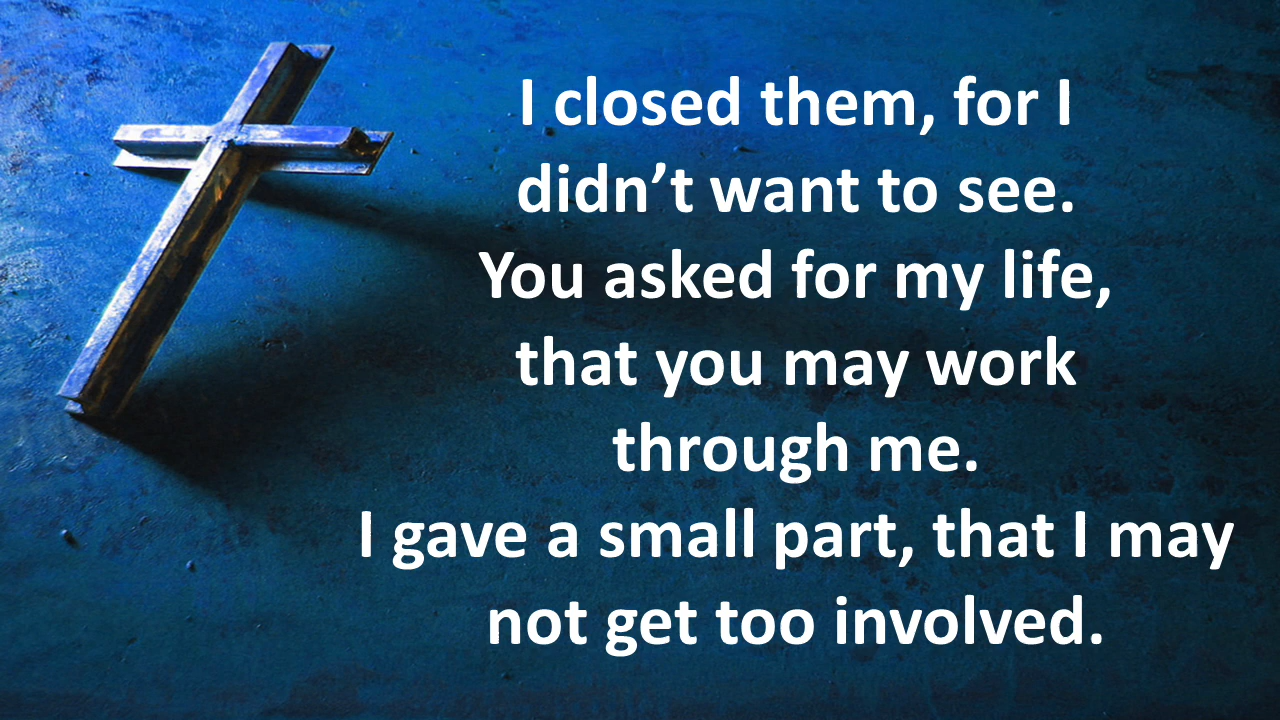 I closed them, for I
didn’t want to see.
You asked for my life,
that you may work
through me.
I gave a small part, that I may
not get too involved.